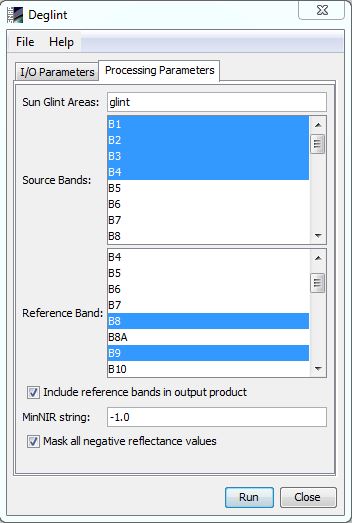 Deglint
File Help
I/O Parameters Processing Parameters
Sun Glint Areas: glint
Source Bands:
B1
B2
B3
B4
B5
B6
B7
B8
Reference Band:
B4
B5
B6
B7
B8
B8A
B9
B10
Include reference bands in output product
MinNIR string: -1.0
Mask all negative reflectance values
Run Close